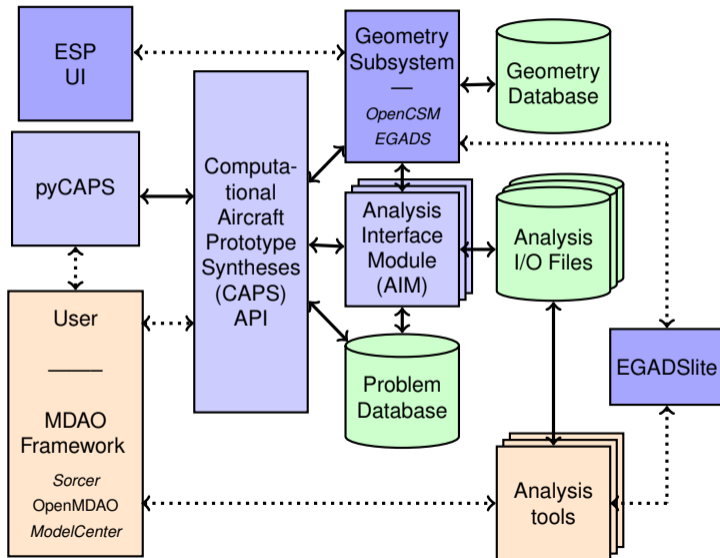 ESP
UI
Geometry
Subsystem
—
OpenCSM
EGADS
Geometry
Database
pyCAPS
Computa-
tional
Aircraft
Prototype
Syntheses
(CAPS)
API
Analysis
Interface
Module
(AIM)
Analysis
I/O Files
User
MDAO
Framework
Sorcer
OpenMDAO
ModelCenter
Problem
Database
EGADSlite
Analysis
tools